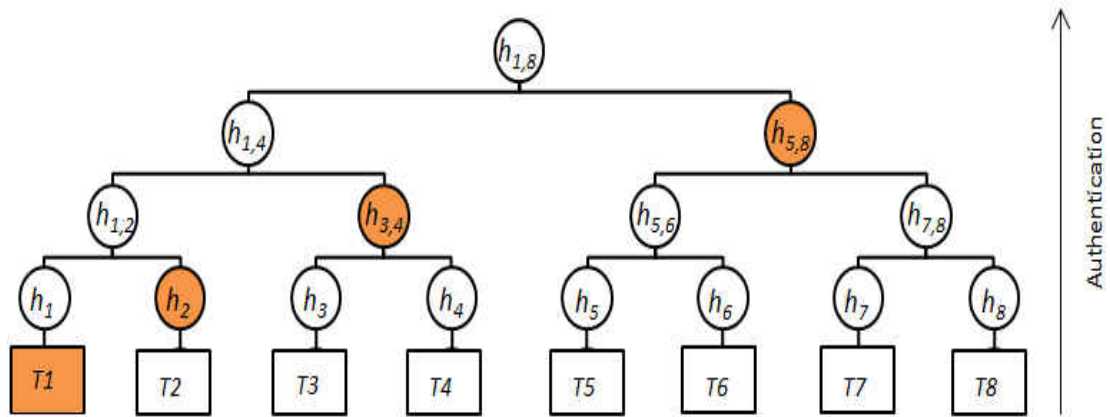 h1,8
h1,4
h5,8
h1,2
h3,4
h5,6
h7,8
h1
h2
h3
h4
h5
h6
h7
h8
T1
T2
T3
T4
T5
T6
T7
T8
Authentication